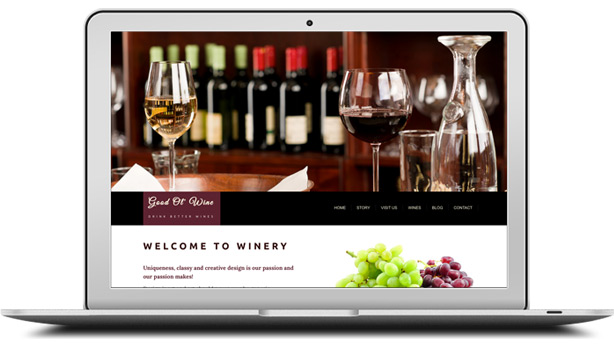 Good Ol' Wine
DRINK BETTER WINES
HOME STORY VISIT US WINES BLOG CONTACT
WELCOME TO WINERY
Uniqueness, classy and creative design is our passion and
our passion makes!